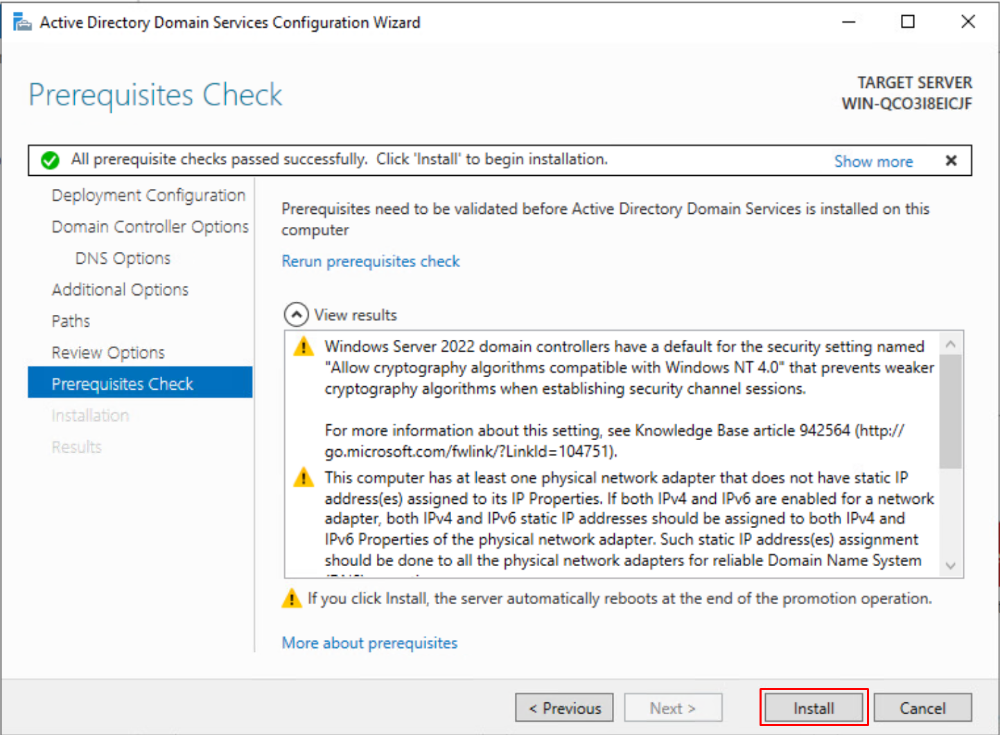 Active Directory Domain Services Configuration Wizard
Prerequisites Check
TARGET SERVER
WIN-QCO3I8EICJF
All prerequisite checks passed successfully.  Click 'Install' to begin installation.
Show more
Deployment Configuration
Domain Controller Options
DNS Options
Additional Options
Paths
Review Options
Prerequisites Check
Installation
Results
Prerequisites need to be validated before Active Directory Domain Services is installed on this
computer
Rerun prerequisites check
View results
Windows Server 2022 domain controllers have a default for the security setting named
"Allow cryptography algorithms compatible with Windows NT 4.0" that prevents weaker
cryptography algorithms when establishing security channel sessions.
For more information about this setting, see Knowledge Base article 942564 (http://
go.microsoft.com/fwlink/?LinkId=104751).
This computer has at least one physical network adapter that does not have static IP
address(es) assigned to its IP Properties. If both IPv4 and IPv6 are enabled for a network
adapter, both IPv4 and IPv6 static IP addresses should be assigned to both IPv4 and
IPv6 Properties of the physical network adapter. Such static IP address(es) assignment
should be done to all the physical network adapters for reliable Domain Name System
If you click Install, the server automatically reboots at the end of the promotion operation.
More about prerequisites
< Previous
Next >
Install
Cancel